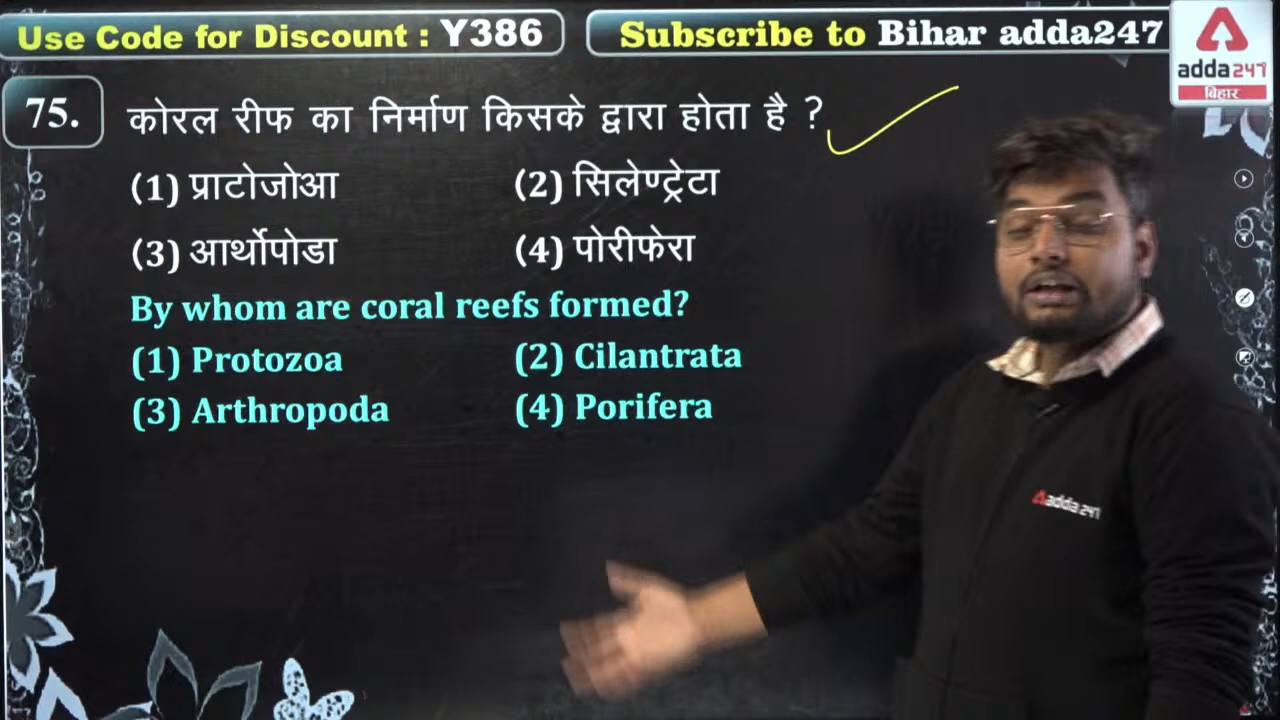 Use Code for Discount : Y386
Subscribe to Bihar adda247
adda247
बिहार
75.
कोरल रीफ का निर्माण किसके द्वारा होता है ?
(1) प्राटोजोआ (2) सिलेण्ट्रेटा
(3) आर्थोपोडा (4) पोरीफेरा
By whom are coral reefs formed?
(1) Protozoa (2) Cilantrata
(3) Arthropoda (4) Porifera
adda247